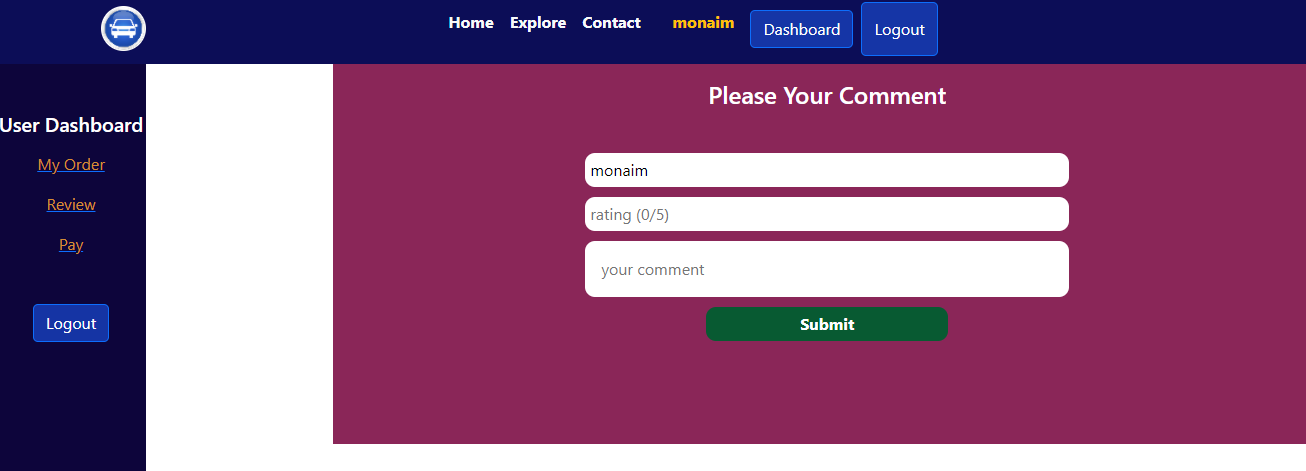 Home Explore Contact monaim Dashboard Logout
User Dashboard
My Order
Review
Pay
Logout
Please Your Comment
monaim
rating (0/5)
your comment
Submit